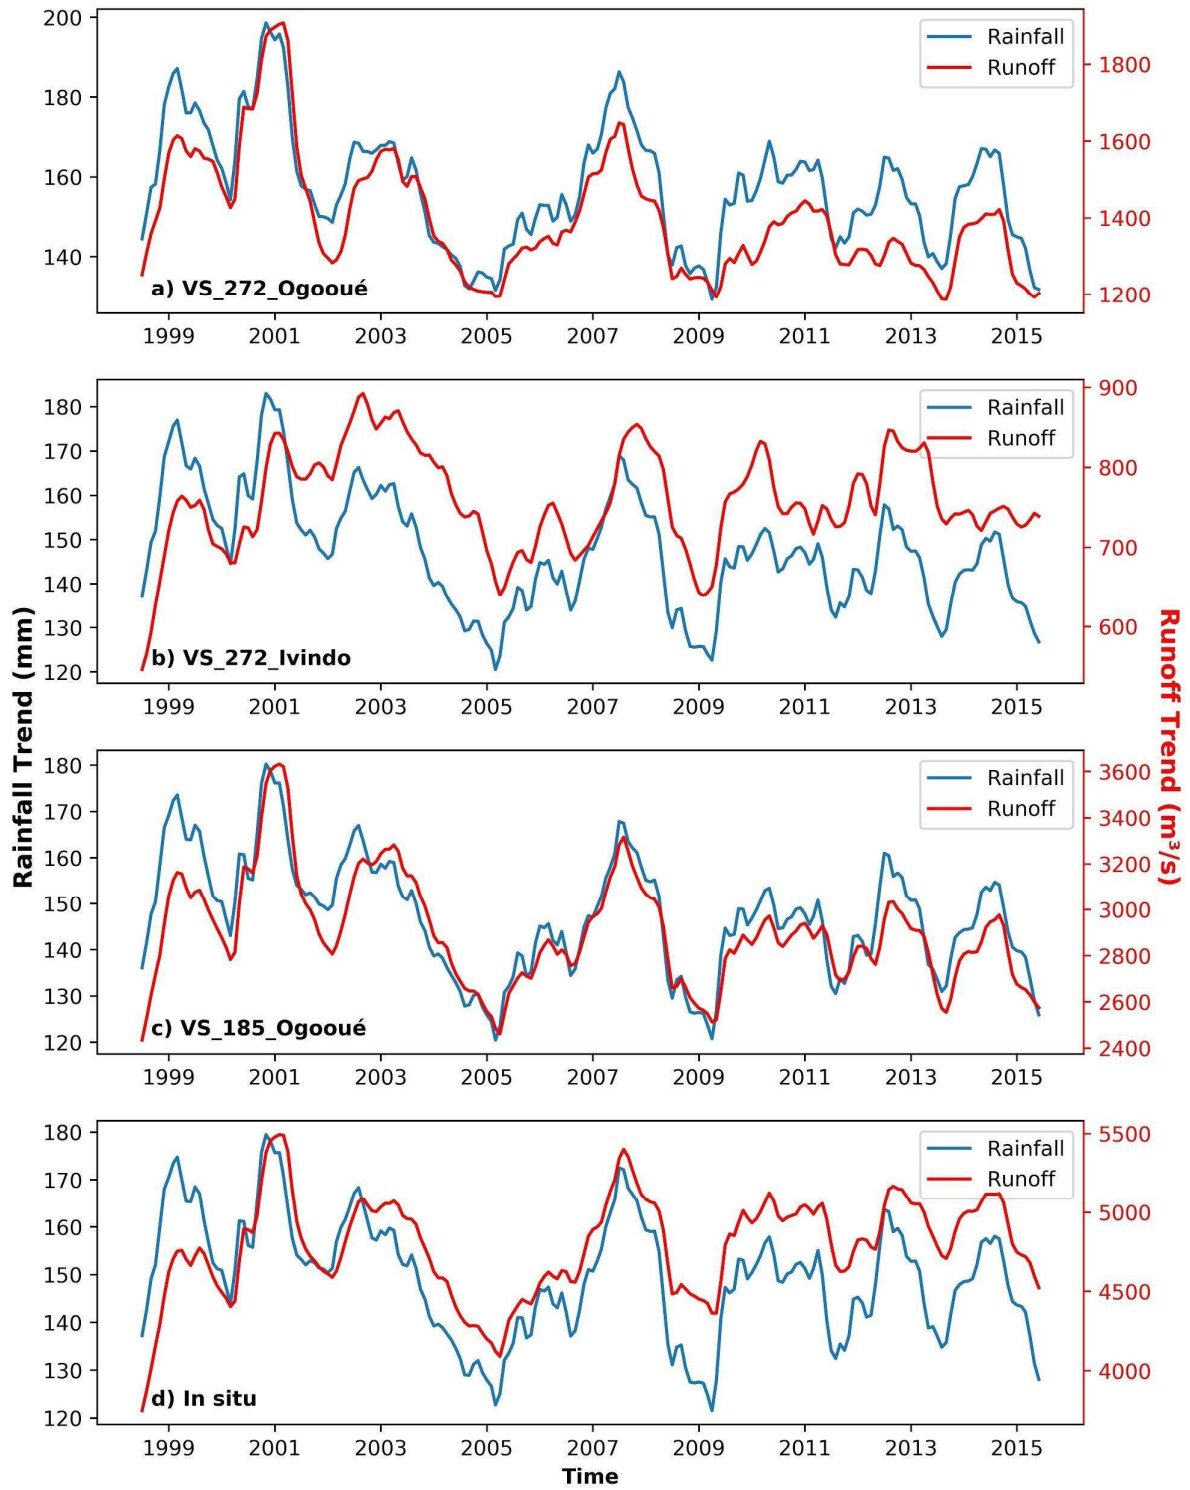 200
180
160
140
Rainfall
Runoff
1800
1600
1400
1200
a) VS_272_Ogooué
1999 2001 2003 2005 2007 2009 2011 2013 2015
180
170
160
150
140
130
120
Rainfall
Runoff
900
800
700
600
b) VS_272_Ivindo
1999 2001 2003 2005 2007 2009 2011 2013 2015
Rainfall Trend (mm)
Runoff Trend (m³/s)
180
170
160
150
140
130
120
Rainfall
Runoff
3600
3400
3200
3000
2800
2600
2400
c) VS_185_Ogooué
1999 2001 2003 2005 2007 2009 2011 2013 2015
180
170
160
150
140
130
120
Rainfall
Runoff
5500
5000
4500
4000
d) In situ
1999 2001 2003 2005 2007 2009 2011 2013 2015
Time